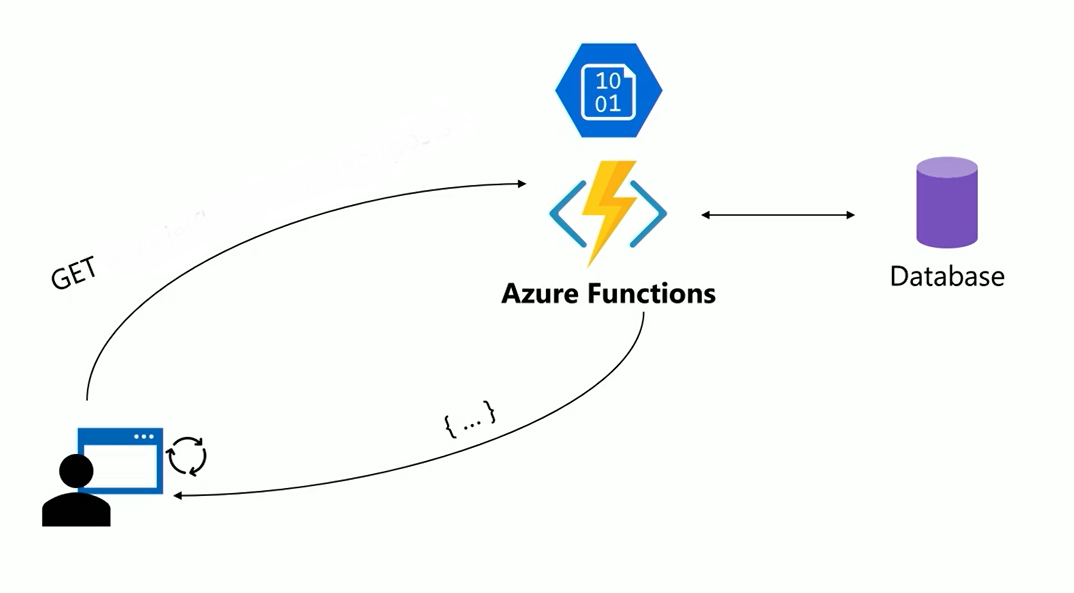 10
01
GET
Azure Functions
Database
{ ... }